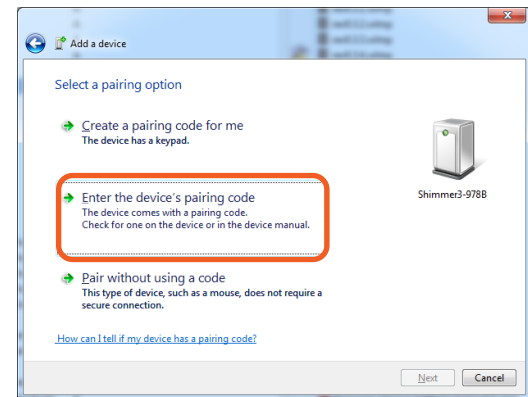 Add a device
Select a pairing option
Create a pairing code for me
The device has a keypad.
Enter the device's pairing code
The device comes with a pairing code.
Check for one on the device or in the device manual.
Shimmer3-978B
Pair without using a code
This type of device, such as a mouse, does not require a
secure connection.
How can I tell if my device has a pairing code?
Next
Cancel